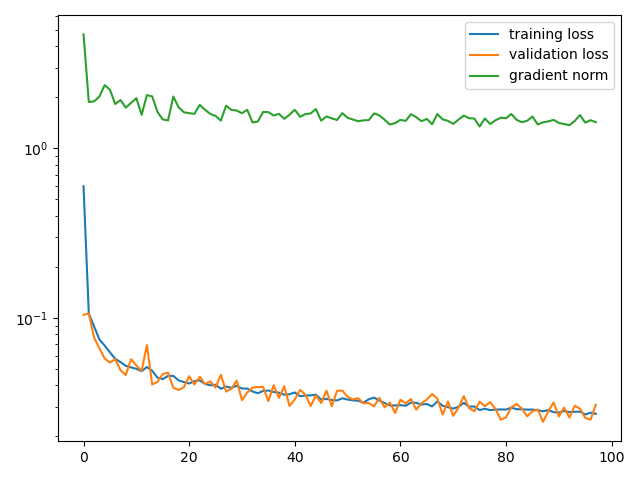 training loss
validation loss
gradient norm
10⁰
10⁻¹
0 20 40 60 80 100